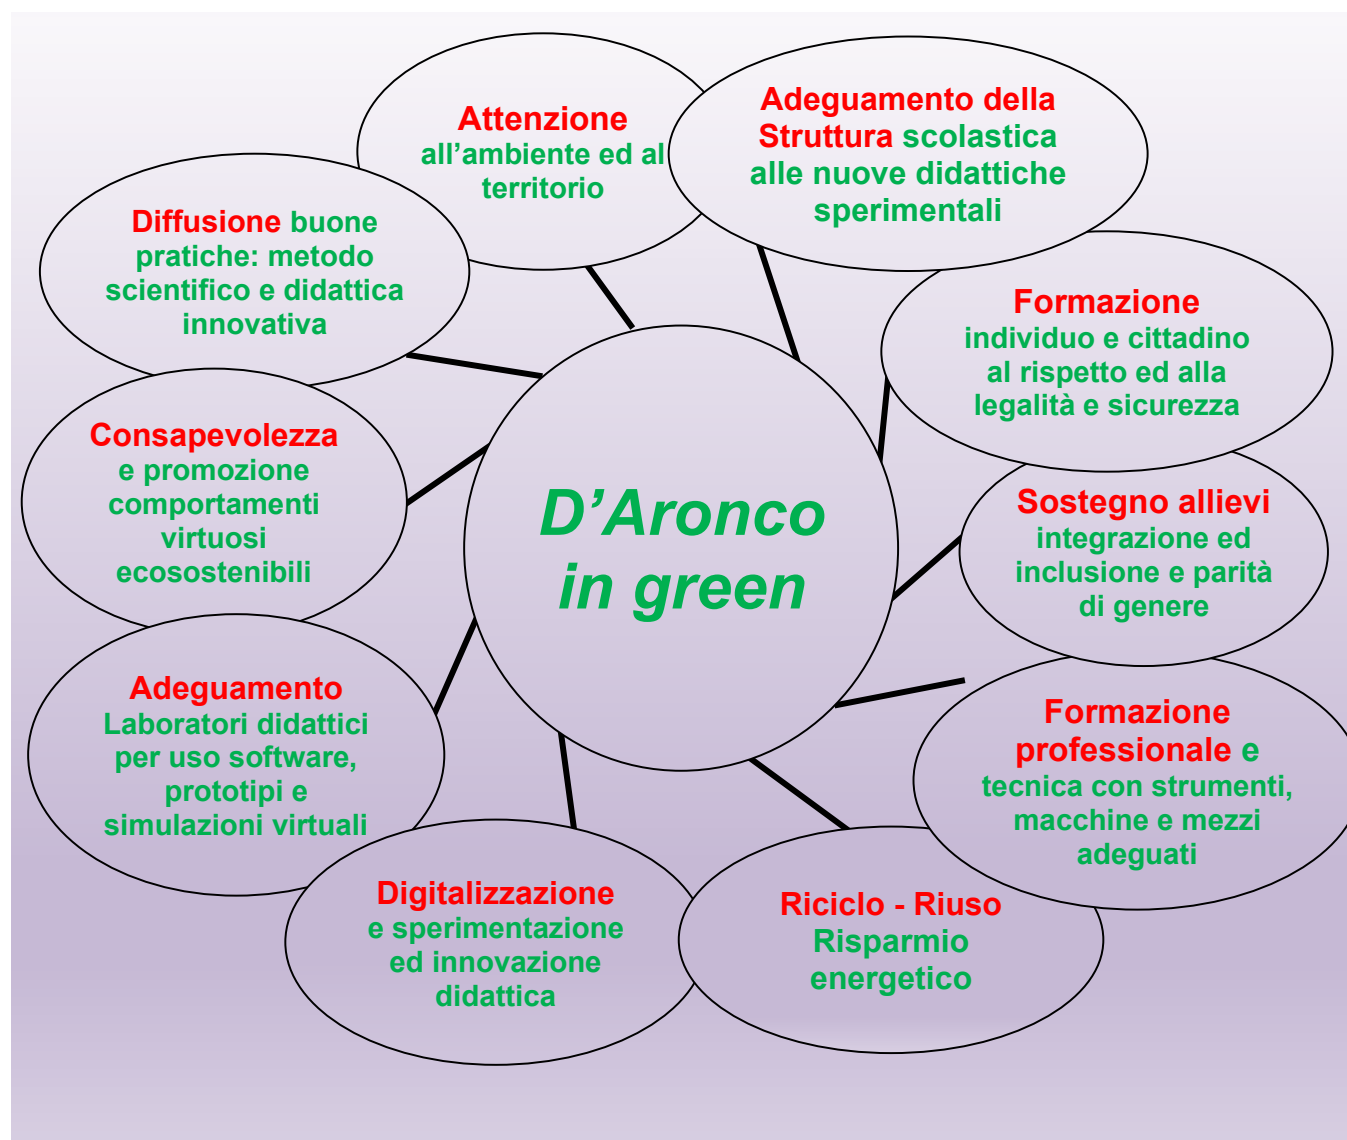 Attenzione
all’ambiente ed al
territorio
Adeguamento della
Struttura scolastica
alle nuove didattiche
sperimentali
Diffusione buone
pratiche: metodo
scientifico e didattica
innovativa
Formazione
individuo e cittadino
al rispetto ed alla
legalità e sicurezza
Consapevolezza
e promozione
comportamenti
virtuosi
ecosostenibili
D’Aronco
in green
Sostegno allievi
integrazione ed
inclusione e parità
di genere
Adeguamento
Laboratori didattici
per uso software,
prototipi e
simulazioni virtuali
Formazione
professionale e
tecnica con strumenti,
macchine e mezzi
adeguati
Digitalizzazione
e sperimentazione
ed innovazione
didattica
Riciclo - Riuso
Risparmio
energetico